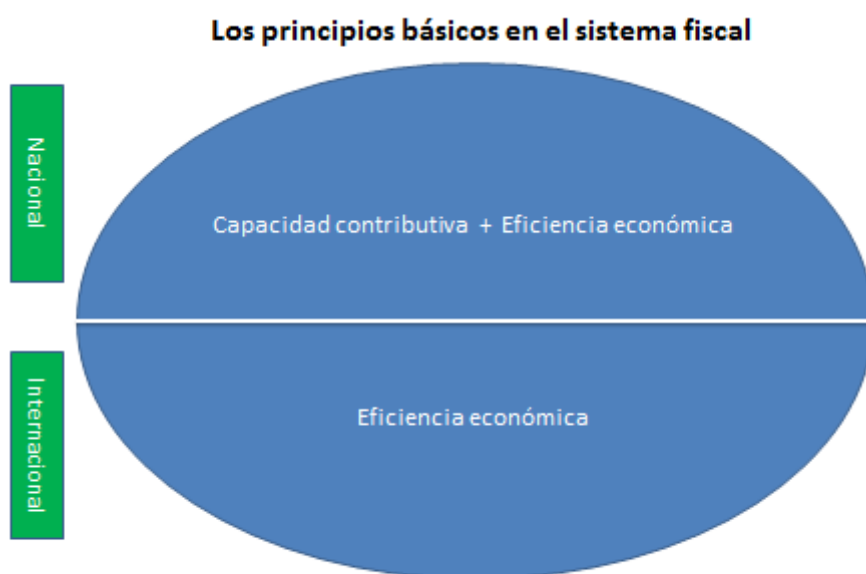 Los principios básicos en el sistema fiscal
Nacional
Capacidad contributiva + Eficiencia económica
Internacional
Eficiencia económica